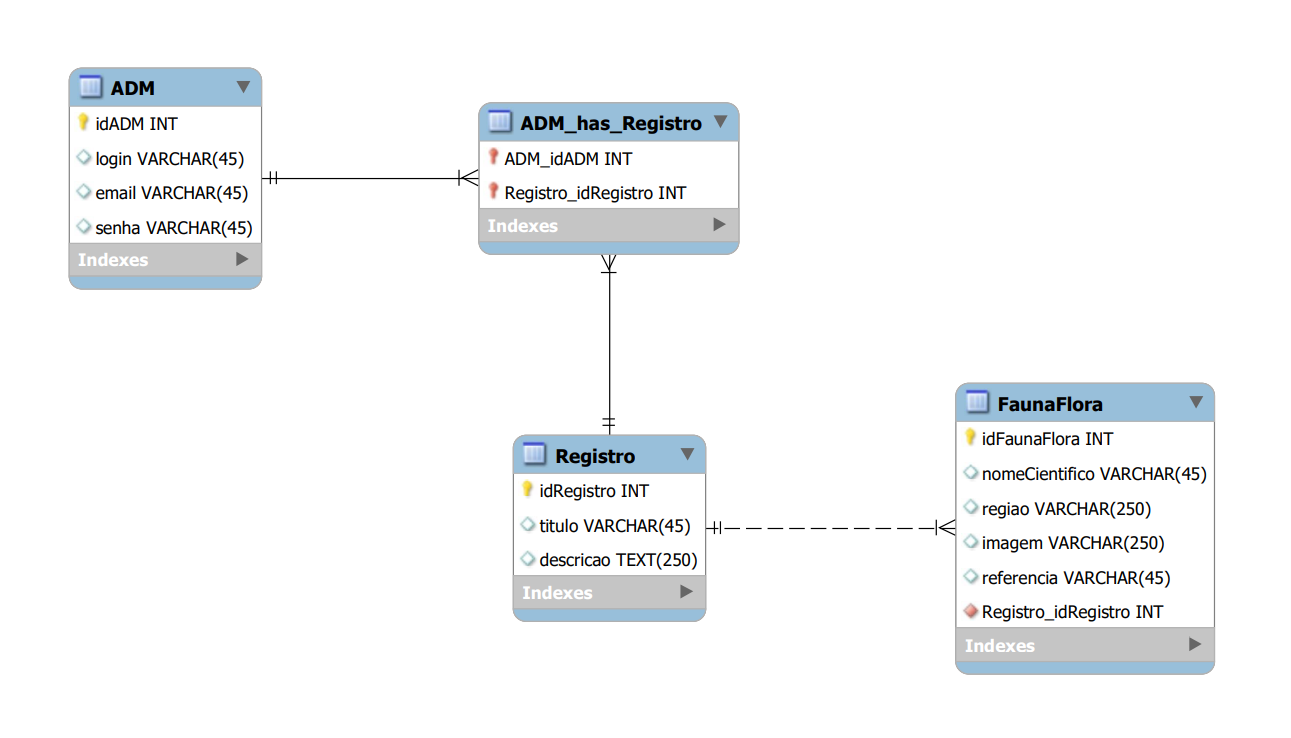 ADM
idADM INT
login VARCHAR(45)
email VARCHAR(45)
senha VARCHAR(45)
Indexes
ADM_has_Registro
ADM_idADM INT
Registro_idRegistro INT
Indexes
Registro
idRegistro INT
titulo VARCHAR(45)
descricao TEXT(250)
Indexes
FaunaFlora
idFaunaFlora INT
nomeCientifico VARCHAR(45)
regiao VARCHAR(250)
imagem VARCHAR(250)
referencia VARCHAR(45)
Registro_idRegistro INT
Indexes